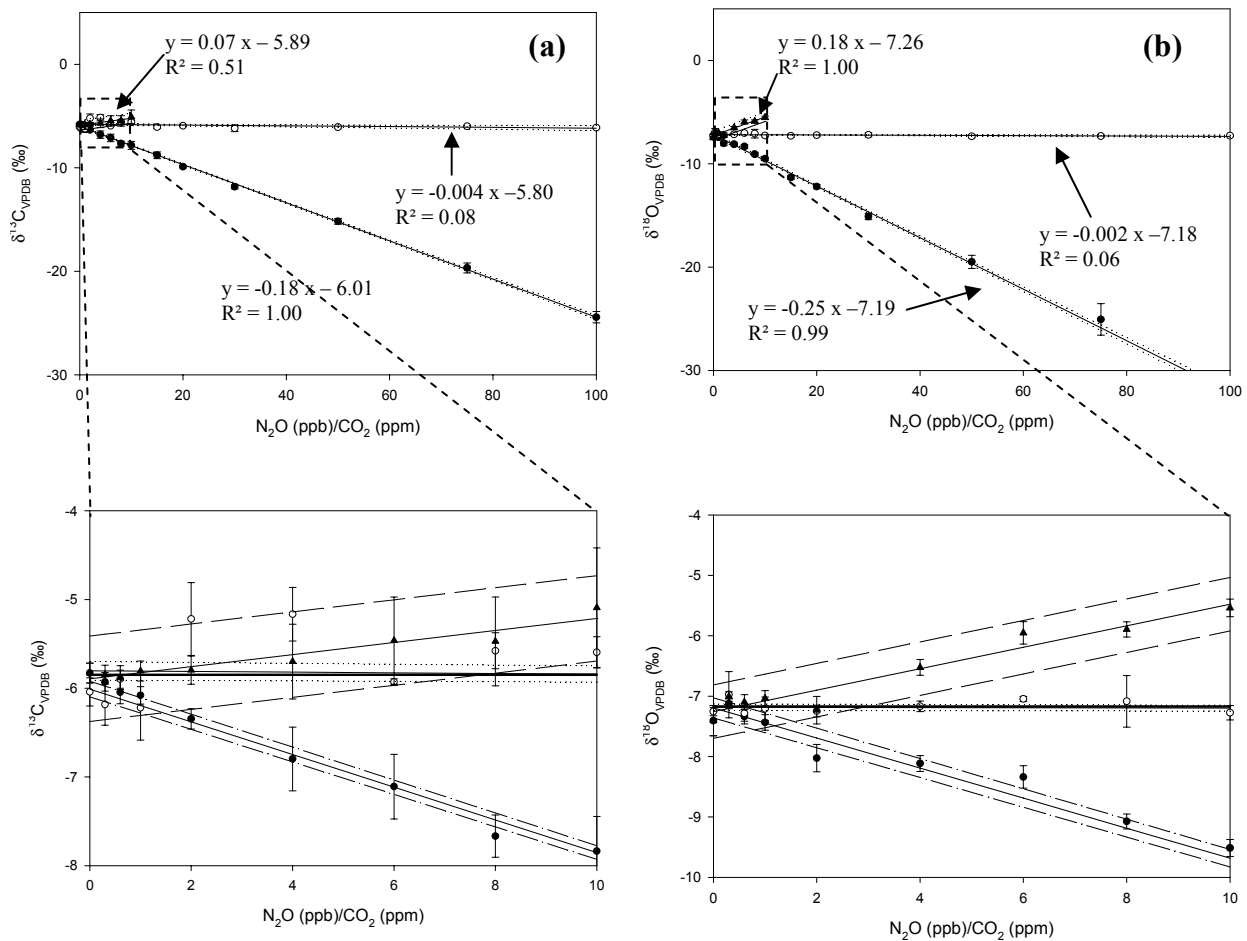 (a)
y = 0.07 x – 5.89
R² = 0.51
y = -0.004 x –5.80
R² = 0.08
y = -0.18 x – 6.01
R² = 1.00
δ¹³C_VPDB (‰)
0
-10
-20
-30
0 20 40 60 80 100
N₂O (ppb)/CO₂ (ppm)
(b)
y = 0.18 x – 7.26
R² = 1.00
y = -0.002 x –7.18
R² = 0.06
y = -0.25 x –7.19
R² = 0.99
δ¹⁸O_VPDB (‰)
0
-10
-20
-30
0 20 40 60 80 100
N₂O (ppb)/CO₂ (ppm)
δ¹³C_VPDB (‰)
-4
-5
-6
-7
-8
0 2 4 6 8 10
N₂O (ppb)/CO₂ (ppm)
δ¹⁸O_VPDB (‰)
-4
-5
-6
-7
-8
-9
-10
0 2 4 6 8 10
N₂O (ppb)/CO₂ (ppm)